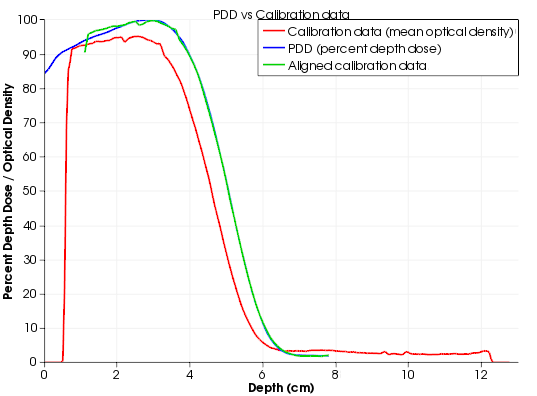 PDD vs Calibration data
Calibration data (mean optical density)
PDD (percent depth dose)
Aligned calibration data
Percent Depth Dose / Optical Density
100
90
80
70
60
50
40
30
20
10
0
0 2 4 6 8 10 12
Depth (cm)